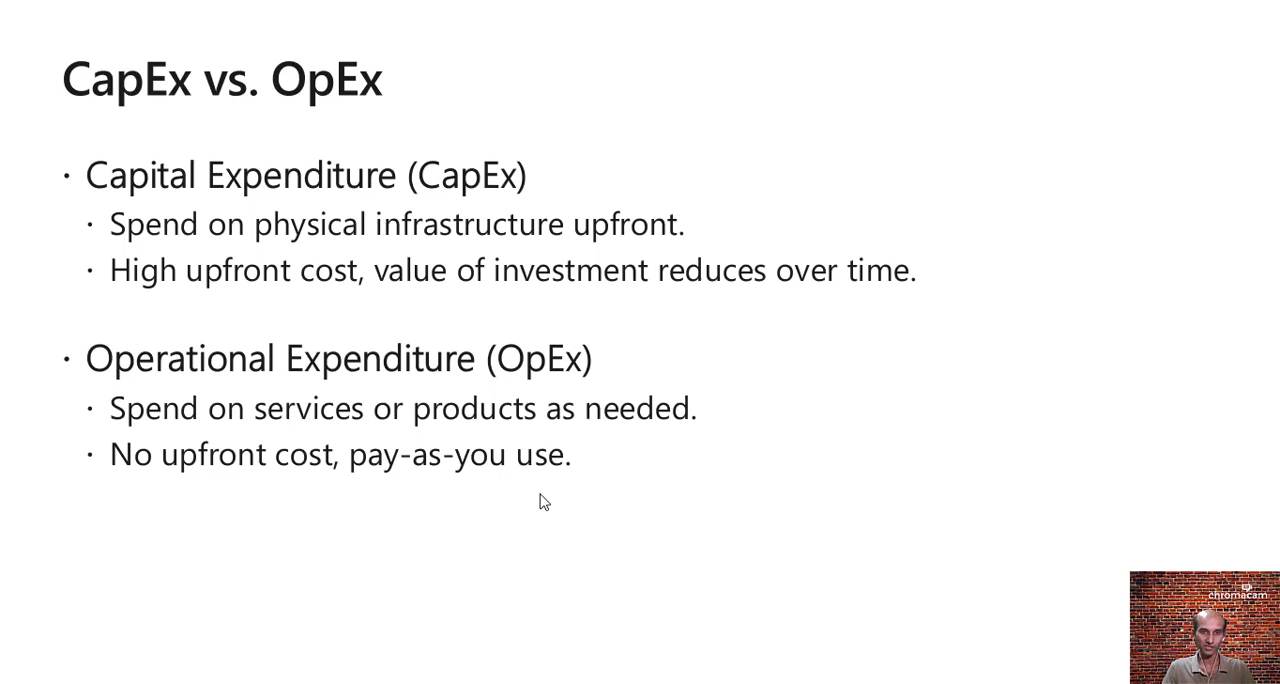 CapEx vs. OpEx
· Capital Expenditure (CapEx)
· Spend on physical infrastructure upfront.
· High upfront cost, value of investment reduces over time.
· Operational Expenditure (OpEx)
· Spend on services or products as needed.
· No upfront cost, pay-as-you use.
chromacam